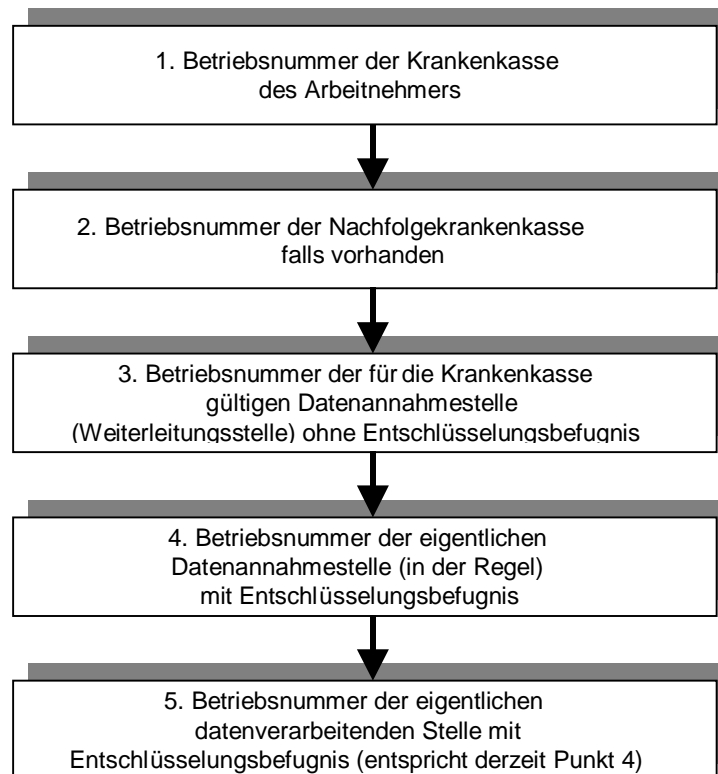 1. Betriebsnummer der Krankenkasse
des Arbeitnehmers
2. Betriebsnummer der Nachfolgekrankenkasse
falls vorhanden
3. Betriebsnummer der für die Krankenkasse
gültigen Datenannahmestelle
(Weiterleitungsstelle) ohne Entschlüsselungsbefugnis
4. Betriebsnummer der eigentlichen
Datenannahmestelle (in der Regel)
mit Entschlüsselungsbefugnis
5. Betriebsnummer der eigentlichen
datenverarbeitenden Stelle mit
Entschlüsselungsbefugnis (entspricht derzeit Punkt 4)